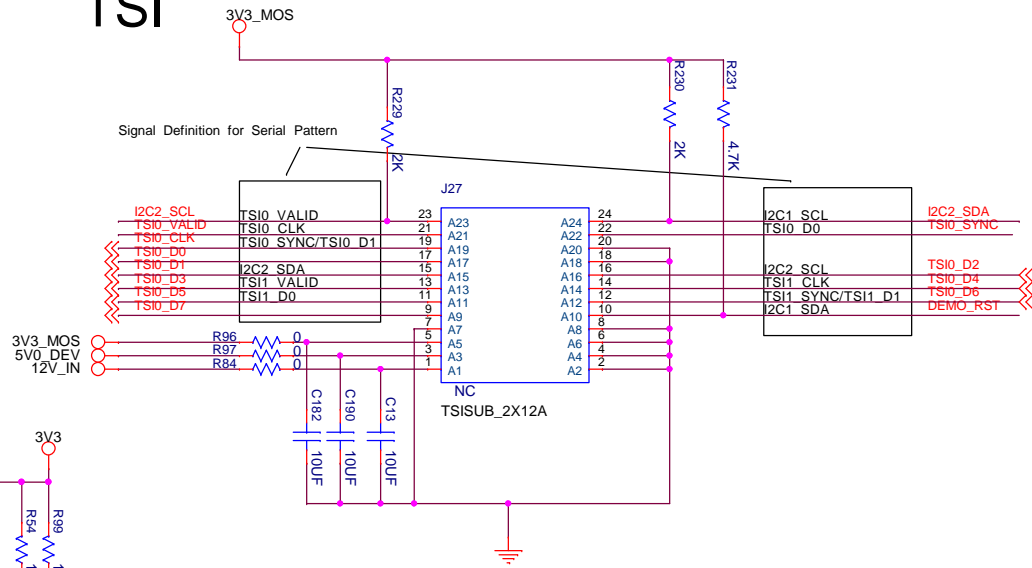 TSI
3V3_MOS
R229
2K
R230
2K
R231
4.7K
Signal Definition for Serial Pattern
J27
I2C2_SCL
TSI0_VALID
TSI0_CLK
TSI0_D0
TSI0_D1
TSI0_D3
TSI0_D5
TSI0_D7
TSI0_VALID
TSI0_CLK
TSI0_SYNC/TSI0_D1
I2C2_SDA
TSI1_VALID
TSI1_D0
23
21
19
17
15
13
11
9
7
5
3
1
A23
A21
A19
A17
A15
A13
A11
A9
A7
A5
A3
A1
A24
A22
A20
A18
A16
A14
A12
A10
A8
A6
A4
A2
24
22
20
18
16
14
12
10
8
6
4
2
I2C1_SCL
TSI0_D0
I2C2_SCL
TSI1_CLK
TSI1_SYNC/TSI1_D1
I2C1_SDA
I2C2_SDA
TSI0_SYNC
TSI0_D2
TSI0_D4
TSI0_D6
DEMO_RST
3V3_MOS
5V0_DEV
12V_IN
R96
0
R97
0
R84
0
NC
TSISUB_2X12A
C182
10UF
C190
10UF
C13
10UF
3V3
R54
R99